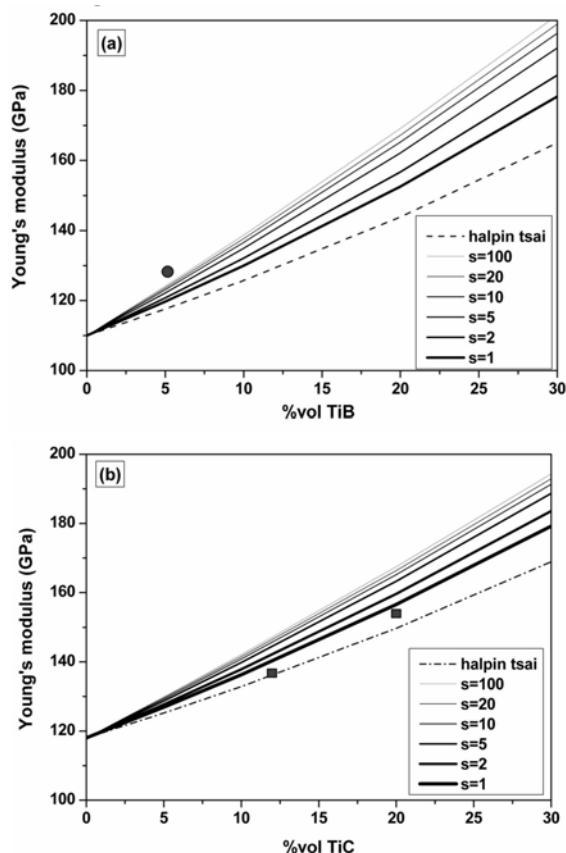 (a)
200
180
160
140
120
100
Young's modulus (GPa)
halpin tsai
s=100
s=20
s=10
s=5
s=2
s=1
0 5 10 15 20 25 30
%vol TiB
(b)
200
180
160
140
120
100
Young's modulus (GPa)
halpin tsai
s=100
s=20
s=10
s=5
s=2
s=1
0 5 10 15 20 25 30
%vol TiC